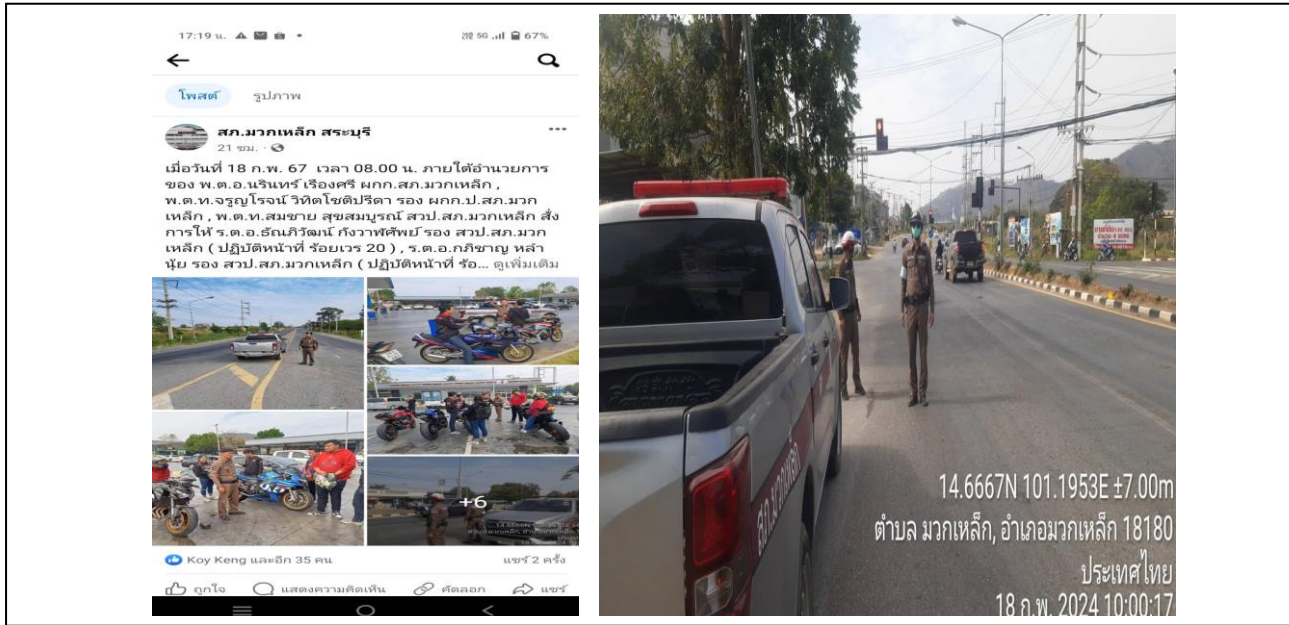 17:19 น.
5G 67%
โพสต์ รูปภาพ
สภ.มวกเหล็ก สระบุรี
21 ชม. ·
เมื่อวันที่ 18 ก.พ. 67 เวลา 08.00 น. ภายใต้อำนวยการ
ของ พ.ต.อ.นรินทร์ เรืองศรี ผกก.สภ.มวกเหล็ก ,
พ.ต.ท.จรูญโรจน์ วิทิตโชติปรีดา รอง ผกก.ป.สภ.มวก
เหล็ก , พ.ต.ท.สมชาย สุขสมบูรณ์ สวป.สภ.มวกเหล็ก สั่ง
การให้ ร.ต.อ.ธัณภิวัฒน์ กังวาฬศัพย์ รอง สวป.สภ.มวก
เหล็ก ( ปฏิบัติหน้าที่ ร้อยเวร 20 ) , ร.ต.อ.กภิชาญ หล่ำ
นุ้ย รอง สวป.สภ.มวกเหล็ก ( ปฏิบัติหน้าที่ ร้อ... ดูเพิ่มเติม
+6
Koy Keng และอีก 35 คน
แชร์ 2 ครั้ง
ถูกใจ แสดงความคิดเห็น คัดลอก แชร์
สภ.มวกเหล็ก
14.6667N 101.1953E ±7.00m
ตำบล มวกเหล็ก, อำเภอมวกเหล็ก 18180
ประเทศไทย
18 ก.พ. 2024 10:00:17